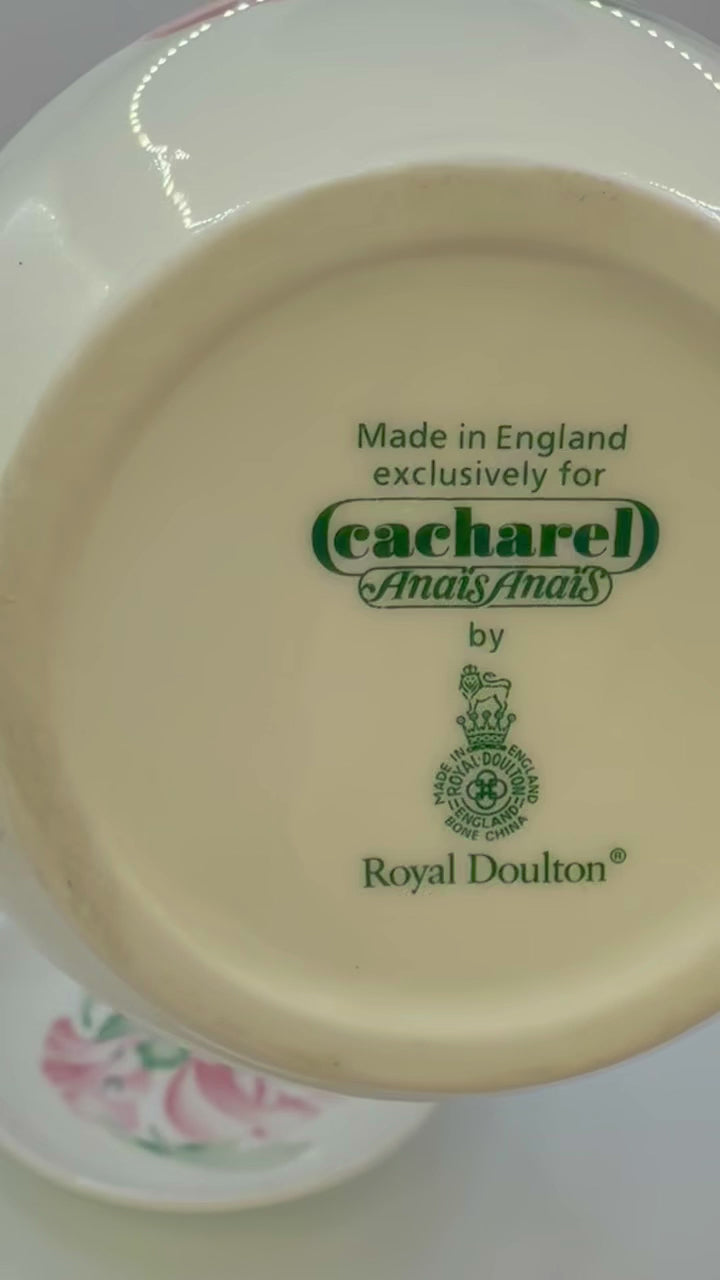 Made in England
exclusively for
(cacharel)
Anaïs Anaïs
by
MADE IN ENGLAND
ROYAL·DOULTON
ENGLAND
BONE CHINA
Royal Doulton®